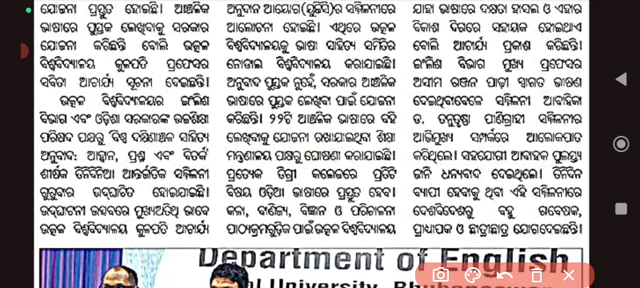 ଯୋଜନା ପ୍ରସ୍ତୁତ ହୋଇଛି। ଆଞ୍ଚଳିକ
ଭାଷାରେ ପୁସ୍ତକ ଲେଖିବାକୁ ସରକାର
ଯୋଜନା କରିଛନ୍ତି ବୋଲି ଉତ୍କଳ
ବିଶ୍ୱବିଦ୍ୟାଳୟ କୁଳପତି ପ୍ରଫେସର
ସବିତା ଆଚାର୍ଯ୍ୟ ସୂଚନା ଦେଇଛନ୍ତି।
ଉତ୍କଳ ବିଶ୍ୱବିଦ୍ୟାଳୟର ଇଂଲିଶ
ବିଭାଗ ଏବଂ ଓଡ଼ିଶା ସରକାରଙ୍କ ଉଚ୍ଚଶିକ୍ଷା
ପରିଷଦ ପକ୍ଷରୁ 'ବିଶ୍ୱ ଦକ୍ଷିଣାଞ୍ଚଳ ସାହିତ୍ୟ
ଅନୁବାଦ: ଆହ୍ୱାନ, ପ୍ରଶ୍ନ ଏବଂ ବିତର୍କ'
ଶୀର୍ଷକ ତିନିଦିନିଆ ଆନ୍ତର୍ଜାତିକ ସମ୍ମିଳନୀ
ଗୁରୁବାର ଉଦ୍‌ଘାଟିତ ହୋଇଯାଇଛି।
ଉଦ୍‌ଘାଟନୀ ଉତ୍ସବରେ ମୁଖ୍ୟଅତିଥି ଭାବେ
ଉତ୍କଳ ବିଶ୍ୱବିଦ୍ୟାଳୟ କୁଳପତି ଆଚାର୍ଯ୍ୟ
ଅନୁଦାନ ଆୟୋଗ(ୟୁଜିସି)ର ସମ୍ମିଳନୀରେ
ଆଲୋଚନା ହୋଇଛି। ଏଥିରେ ଉତ୍କଳ
ବିଶ୍ୱବିଦ୍ୟାଳୟକୁ ଭାଷା ସାହିତ୍ୟ ସମିତିର
ନୋଡାଲ ବିଶ୍ୱବିଦ୍ୟାଳୟ କରାଯାଇଛି।
ଅନୁବାଦ ପୁସ୍ତକ ନୁହେଁ, ସରକାର ଆଞ୍ଚଳିକ
ଭାଷାରେ ପୁସ୍ତକ ଲେଖିବା ପାଇଁ ଯୋଜନା
କରିଛନ୍ତି। ୨୨ଟି ଆଞ୍ଚଳିକ ଭାଷାରେ ବହି
ଲେଖିବାକୁ ଯୋଜନା ରଖାଯାଇଥିବା ଶିକ୍ଷା
ମନ୍ତ୍ରଣାଳୟ ପକ୍ଷରୁ ଘୋଷଣା କରାଯାଇଛି।
ପ୍ରତ୍ୟେକ ଡିଗ୍ରୀ କଲେଜରେ ପ୍ରତିଟି
ବିଷୟ ଓଡ଼ିଆ ଭାଷାରେ ପ୍ରସ୍ତୁତ ହେବ।
କଳା, ବାଣିଜ୍ୟ, ବିଜ୍ଞାନ ଓ ପରିଚାଳନା
ପାଠ୍ୟକ୍ରମଗୁଡ଼ିକ ପାଇଁ ଉତ୍କଳ ବିଶ୍ୱବିଦ୍ୟାଳୟ
ଯାହା ଭାଷାରେ ଦକ୍ଷତା ହାସଲ ଓ ଏହାର
ବିକାଶ ଦିଗରେ ସହାୟକ ହୋଇଥାଏ
ବୋଲି ଆଚାର୍ଯ୍ୟ ପ୍ରକାଶ କରିଛନ୍ତି।
ଇଂଲିଶ ବିଭାଗ ମୁଖ୍ୟ ପ୍ରଫେସର
ଅସୀମ ରଞ୍ଜନ ପାଢ଼ୀ ସ୍ୱାଗତ ଭାଷଣ
ଦେଇଥିବାବେଳେ ସମ୍ମିଳନୀ ଆବାହିକା
ଡ. ପାଣିଗ୍ରାହୀ ସମ୍ମିଳନୀର
ଆଭିମୁଖ୍ୟ ସମ୍ପର୍କରେ ଆଲୋକପାତ
କରିଥିଲେ। ସହଯୋଗୀ ଆବାହକ
ଜାନି ଧନ୍ୟବାଦ ଦେଇଥିଲେ। ତିନିଦିନ
ବ୍ୟାପୀ ହେବାକୁ ଥିବା ଏହି ସମ୍ମିଳନୀରେ
ଦେଶବିଦେଶରୁ ବହୁ ଗବେଷକ,
ପ୍ରାଧ୍ୟାପକ ଓ ଛାତ୍ରୀଛାତ୍ର ଯୋଗଦେଇଛନ୍ତି।
Department of English
University, Bhubaneswar